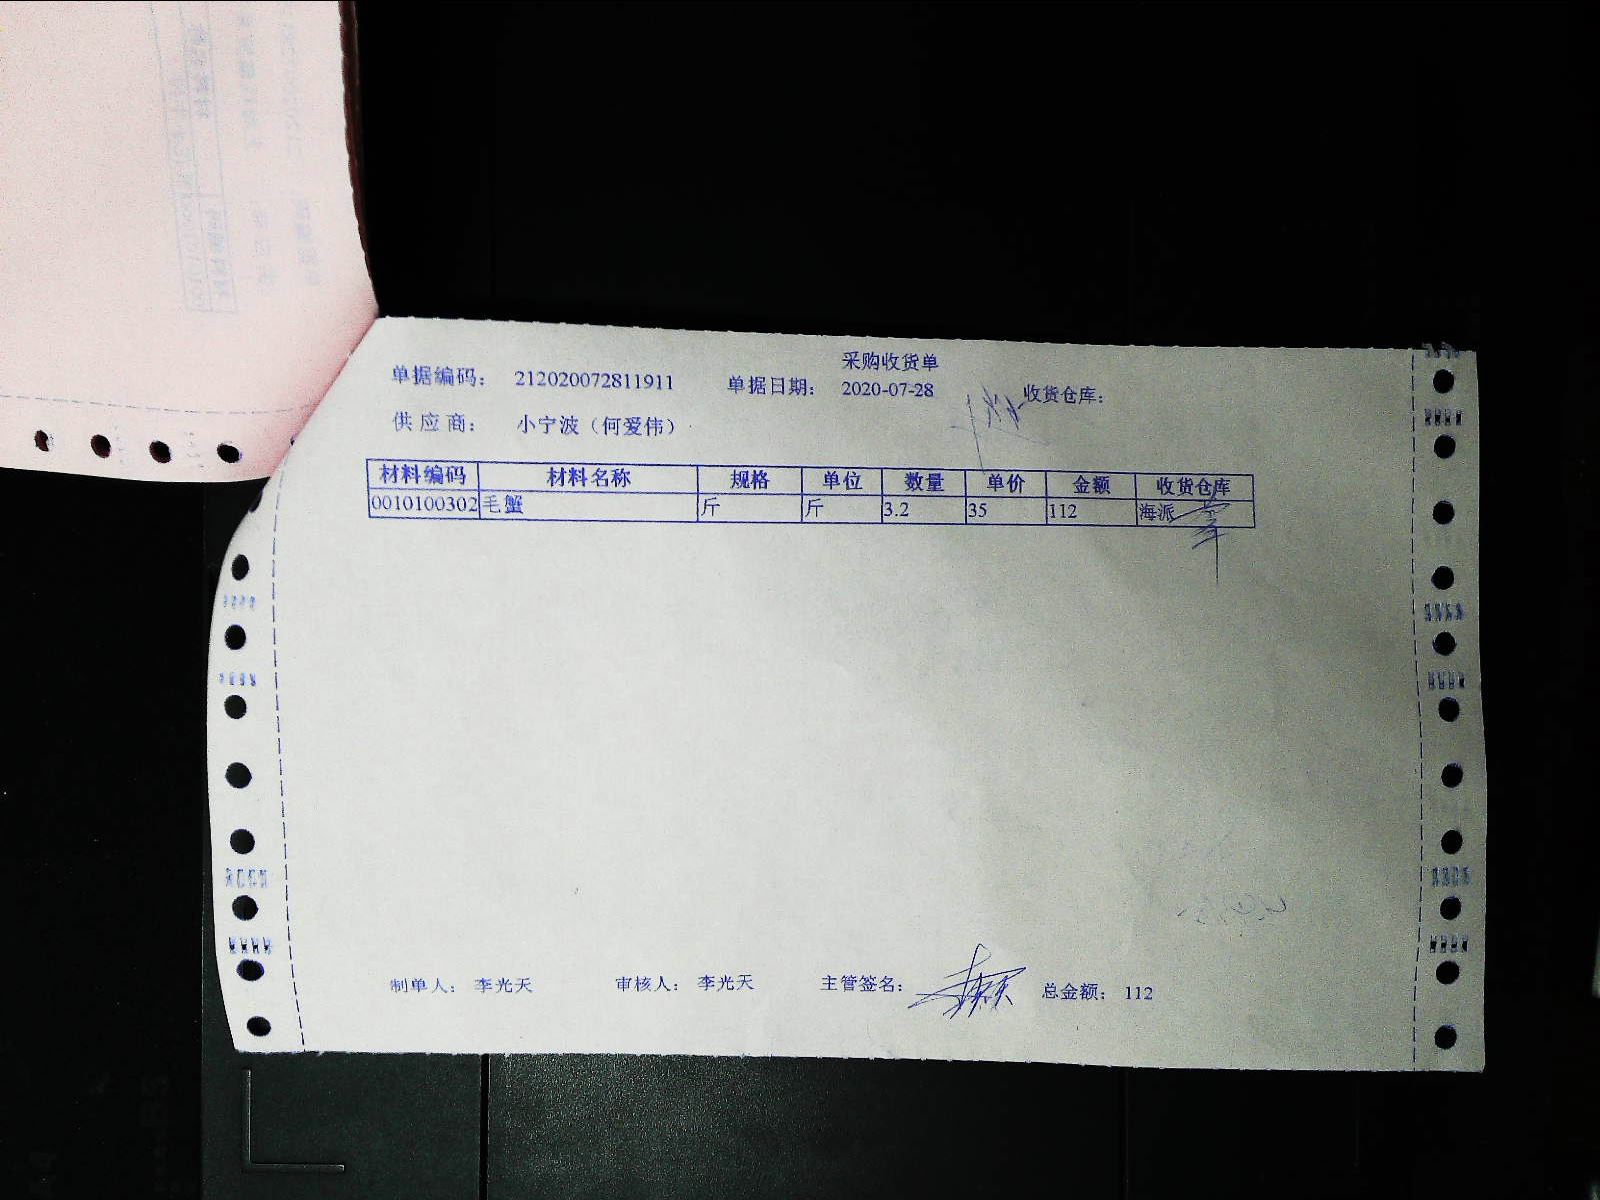 采购收货单
单据编码： 212020072811911 单据日期： 2020-07-28 收货仓库：
供应商： 小宁波（何爱伟）
材料编码 材料名称 规格 单位 数量 单价 金额 收货仓库
0010100302 毛蟹 斤 斤 3.2 35 112 海派
制单人： 李光天 审核人： 李光天 主管签名： 总金额： 112